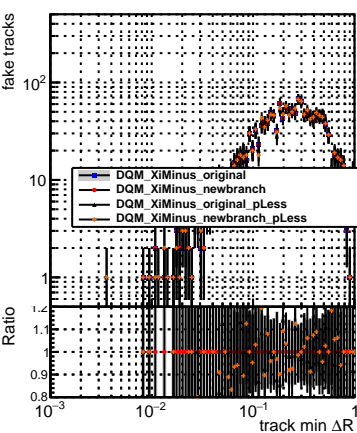 fake tracks
10²
10
1
DQM_XiMinus_original
DQM_XiMinus_newbranch
DQM_XiMinus_original_pLess
DQM_XiMinus_newbranch_pLess
Ratio
1.2
1.1
1
0.9
0.8
10⁻³ 10⁻² 10⁻¹ 1
track min ΔR